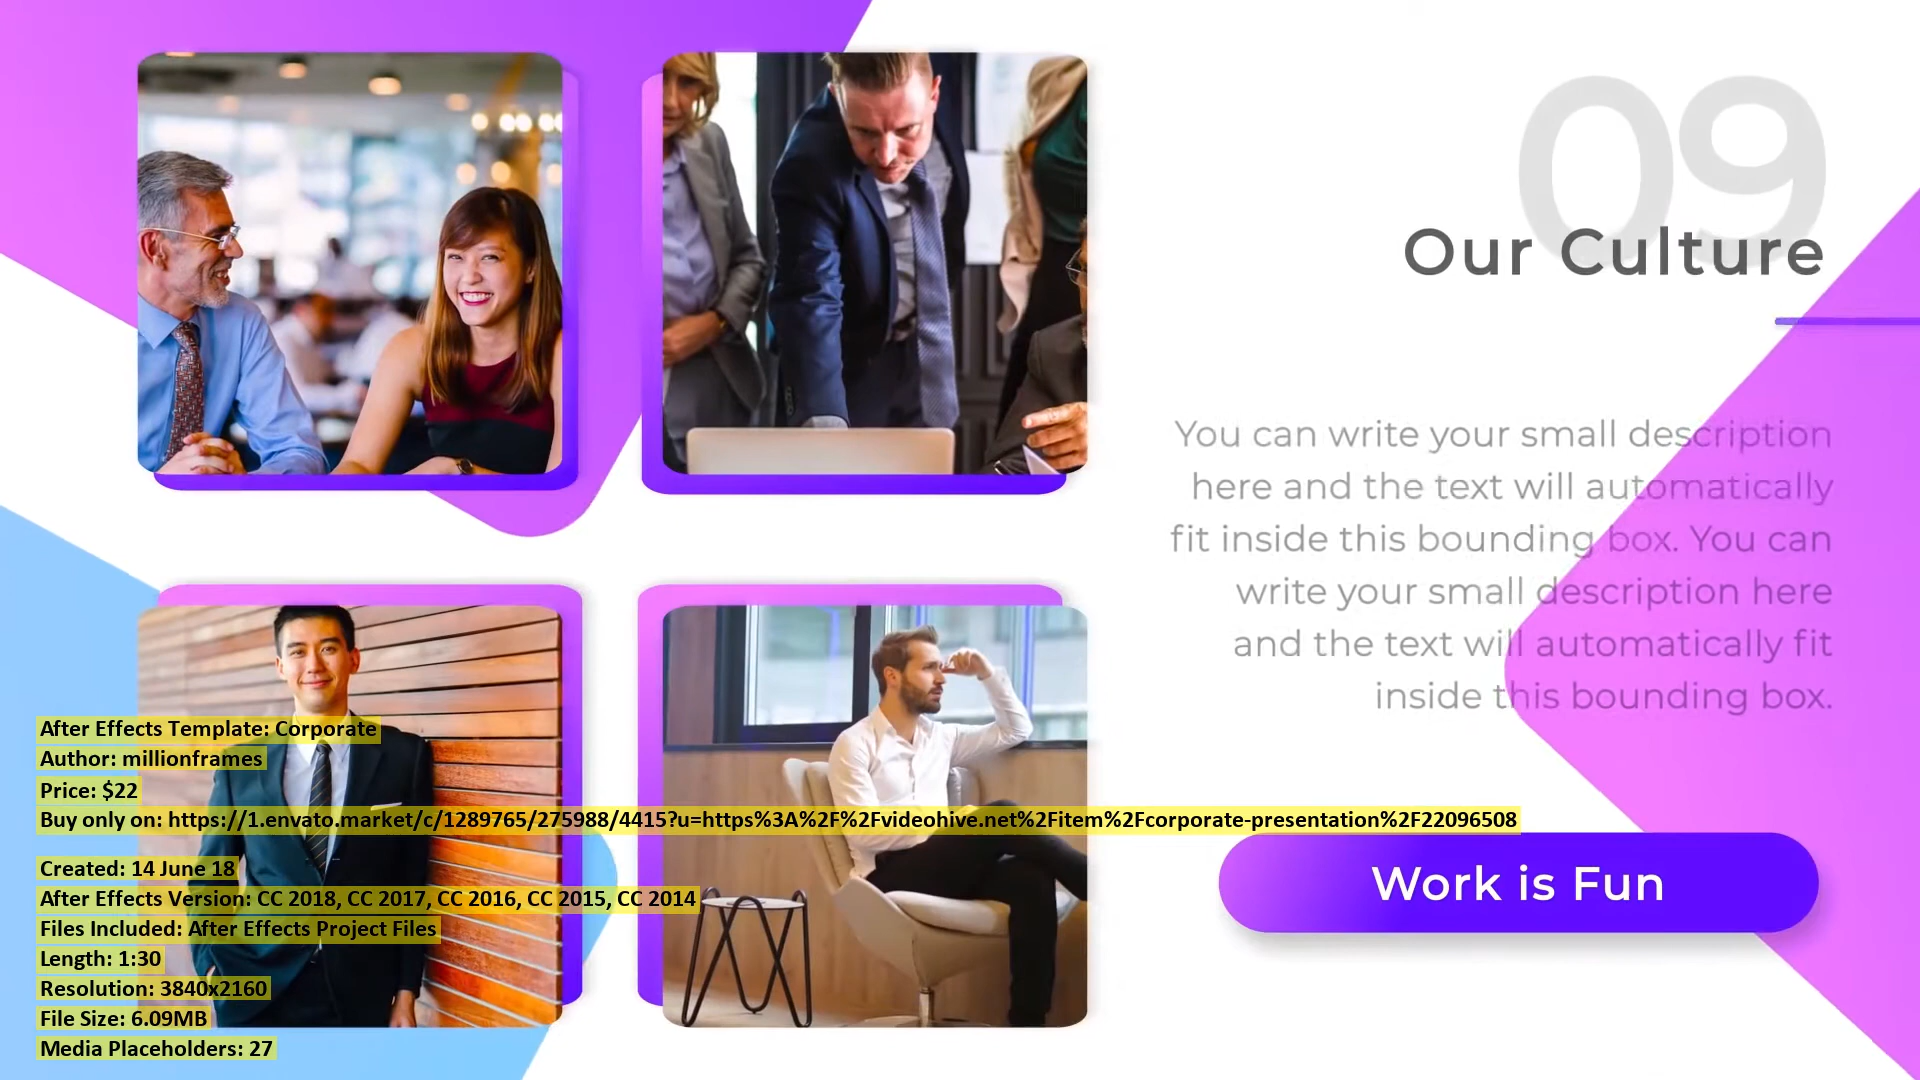 09
Our Culture
You can write your small description
here and the text will automatically
fit inside this bounding box. You can
write your small description here
and the text will automatically fit
inside this bounding box.
Work is Fun
After Effects Template: Corporate
Author: millionframes
Price: $22
Buy only on: https://1.envato.market/c/1289765/275988/4415?u=https%3A%2F%2Fvideohive.net%2Fitem%2Fcorporate-presentation%2F22096508
Created: 14 June 18
After Effects Version: CC 2018, CC 2017, CC 2016, CC 2015, CC 2014
Files Included: After Effects Project Files
Length: 1:30
Resolution: 3840x2160
File Size: 6.09MB
Media Placeholders: 27